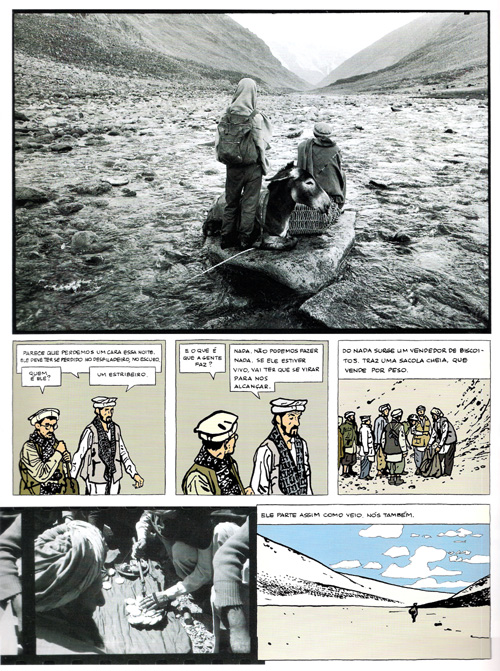 PARECE QUE PERDEMOS UM CARA ESSA NOITE.
ELE DEVE TER SE PERDIDO NO DESFILADEIRO, NO ESCURO.
QUEM
É ELE?
UM ESTRIBEIRO.
E O QUE É
QUE A GENTE
FAZ?
NADA. NÃO PODEMOS FAZER
NADA. SE ELE ESTIVER
VIVO, VAI TER QUE SE VIRAR
PARA NOS
ALCANÇAR.
DO NADA SURGE UM VENDEDOR DE BISCOI-
TOS. TRAZ UMA SACOLA CHEIA, QUE
VENDE POR PESO.
ELE PARTE ASSIM COMO VEIO. NÓS TAMBÉM.